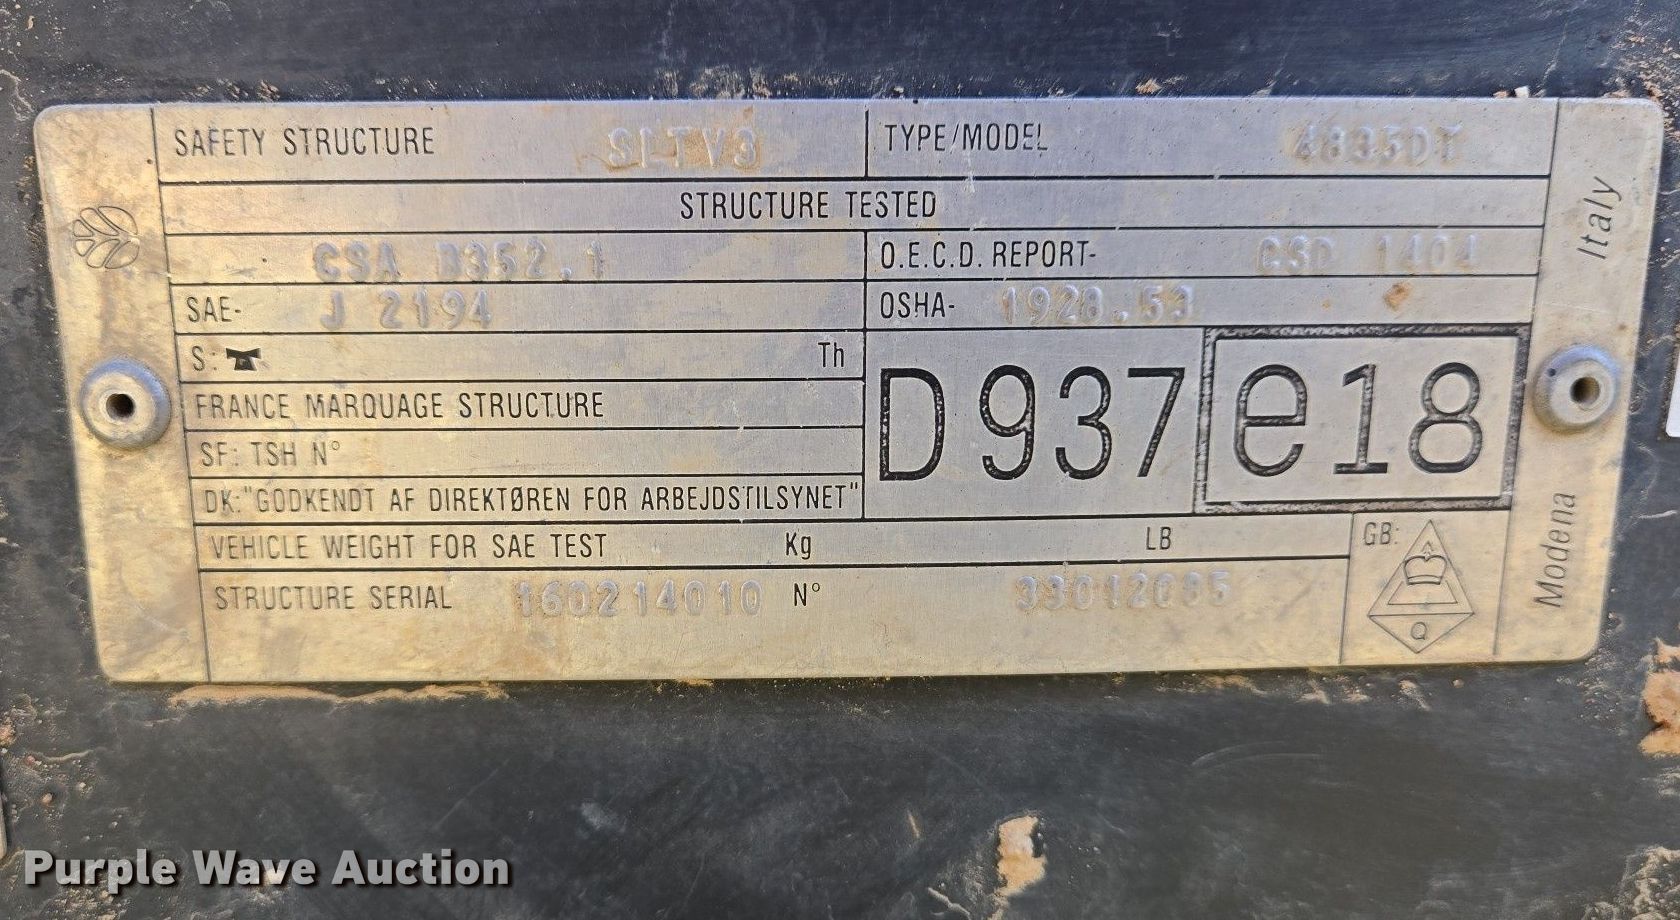 SAFETY STRUCTURE SLTV3 TYPE/MODEL 4835DT
STRUCTURE TESTED
CSA B352.1 O.E.C.D. REPORT- C3D 1404
SAE- J 2194 OSHA- 1928.53
S: Th
FRANCE MARQUAGE STRUCTURE
SF: TSH N°
D937 e18
DK: "GODKENDT AF DIREKTØREN FOR ARBEJDSTILSYNET"
VEHICLE WEIGHT FOR SAE TEST Kg LB
GB:
Q
STRUCTURE SERIAL 160214010 N° 33012085
Italy
Modena
Purple Wave Auction